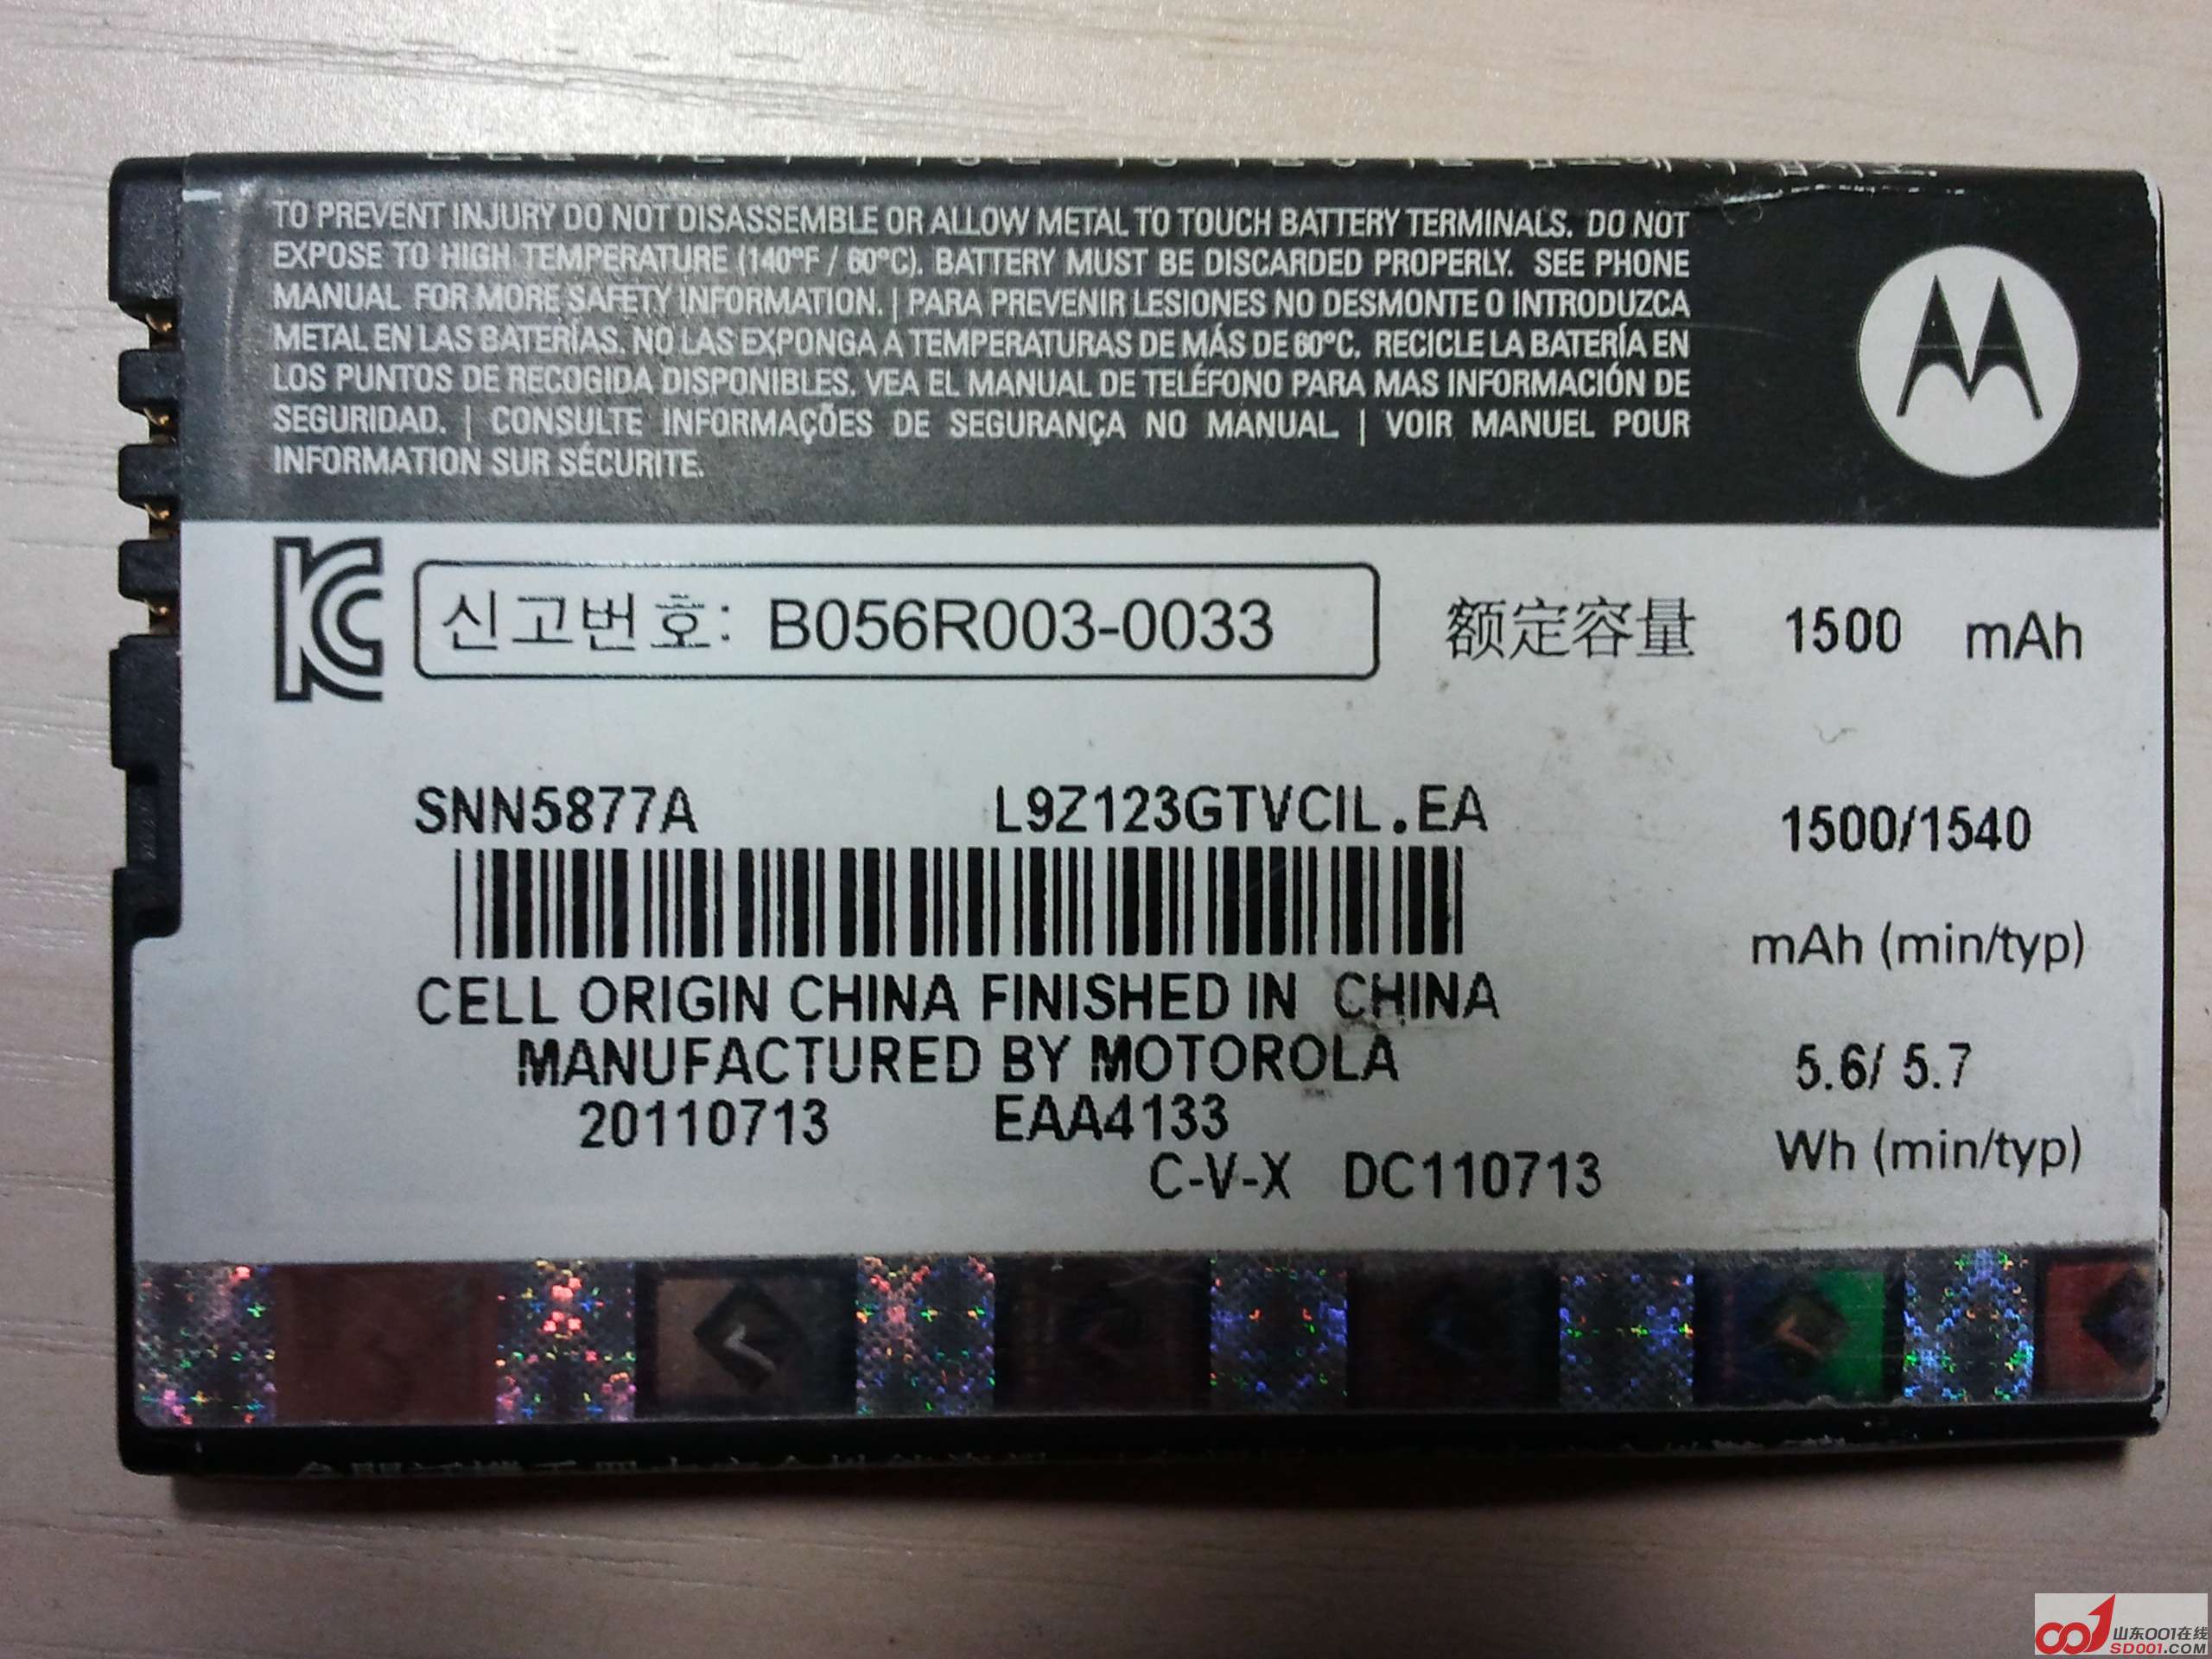 TO PREVENT INJURY DO NOT DISASSEMBLE OR ALLOW METAL TO TOUCH BATTERY TERMINALS. DO NOT
EXPOSE TO HIGH TEMPERATURE (140°F / 60°C). BATTERY MUST BE DISCARDED PROPERLY. SEE PHONE
MANUAL FOR MORE SAFETY INFORMATION. | PARA PREVENIR LESIONES NO DESMONTE O INTRODUZCA
METAL EN LAS BATERÍAS. NO LAS EXPONGA A TEMPERATURAS DE MÁS DE 60°C. RECICLE LA BATERÍA EN
LOS PUNTOS DE RECOGIDA DISPONIBLES. VEA EL MANUAL DE TELÉFONO PARA MAS INFORMACIÓN DE
SEGURIDAD. | CONSULTE INFORMAÇÕES DE SEGURANÇA NO MANUAL | VOIR MANUEL POUR
INFORMATION SUR SÉCURITE.
신고번호: B056R003-0033 额定容量 1500 mAh
SNN5877A L9Z123GTVCIL.EA
1500/1540
mAh (min/typ)
CELL ORIGIN CHINA FINISHED IN CHINA
MANUFACTURED BY MOTOROLA
5.6/ 5.7
20110713 EAA4133
Wh (min/typ)
C-V-X DC110713
山东001在线
SD001.COM